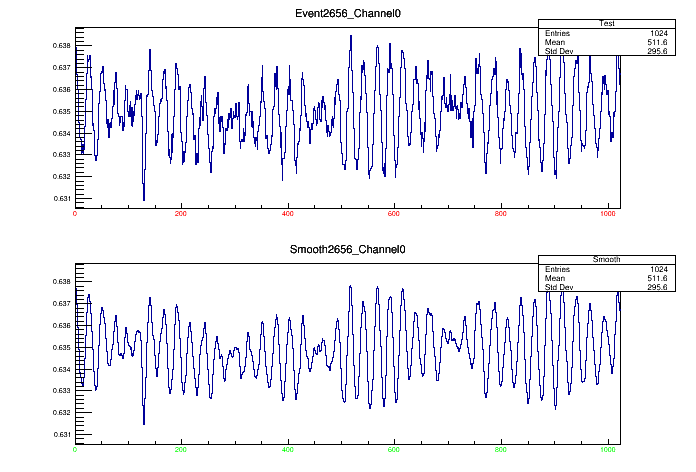 Event2656_Channel0
Test
Entries 1024
Mean 511.6
Std Dev 295.6
0.638
0.637
0.636
0.635
0.634
0.633
0.632
0.631
0 200 400 600 800 1000
Smooth2656_Channel0
Smooth
Entries 1024
Mean 511.6
Std Dev 295.6
0.638
0.637
0.636
0.635
0.634
0.633
0.632
0.631
0 200 400 600 800 1000